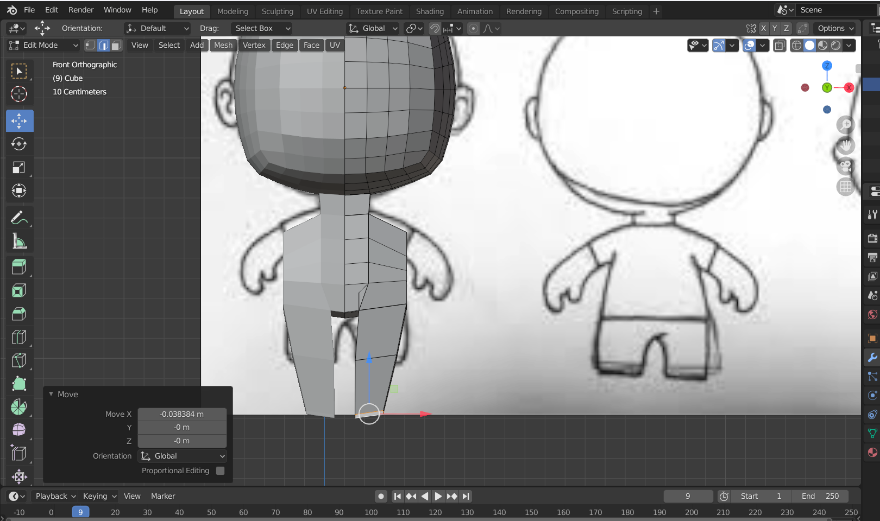 File Edit Render Window Help Layout Modeling Sculpting UV Editing Texture Paint Shading Animation Rendering Compositing Scripting + Scene
Orientation: Default Drag: Select Box Global X Y Z Options
Edit Mode View Select Add Mesh Vertex Edge Face UV
Front Orthographic
(9) Cube
10 Centimeters
Z
Y X
Move
Move X -0.038384 m
Y -0 m
Z -0 m
Orientation Global
Proportional Editing
Playback Keying View Marker 9 Start 1 End 250
-10 0 9 20 30 40 50 60 70 80 90 100 110 120 130 140 150 160 170 180 190 200 210 220 230 240 250